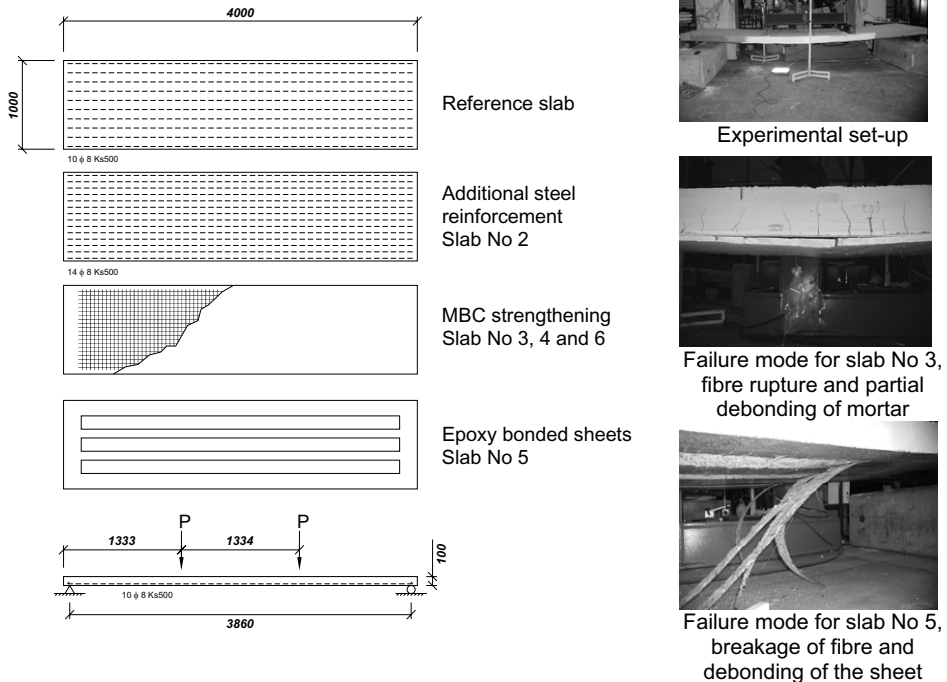 4000
1000
Reference slab
10 ϕ 8 Ks500
Additional steel
reinforcement
Slab No 2
14 ϕ 8 Ks500
MBC strengthening
Slab No 3, 4 and 6
Epoxy bonded sheets
Slab No 5
P
P
1333
1334
100
10 ϕ 8 Ks500
3860
Experimental set-up
Failure mode for slab No 3,
fibre rupture and partial
debonding of mortar
Failure mode for slab No 5,
breakage of fibre and
debonding of the sheet